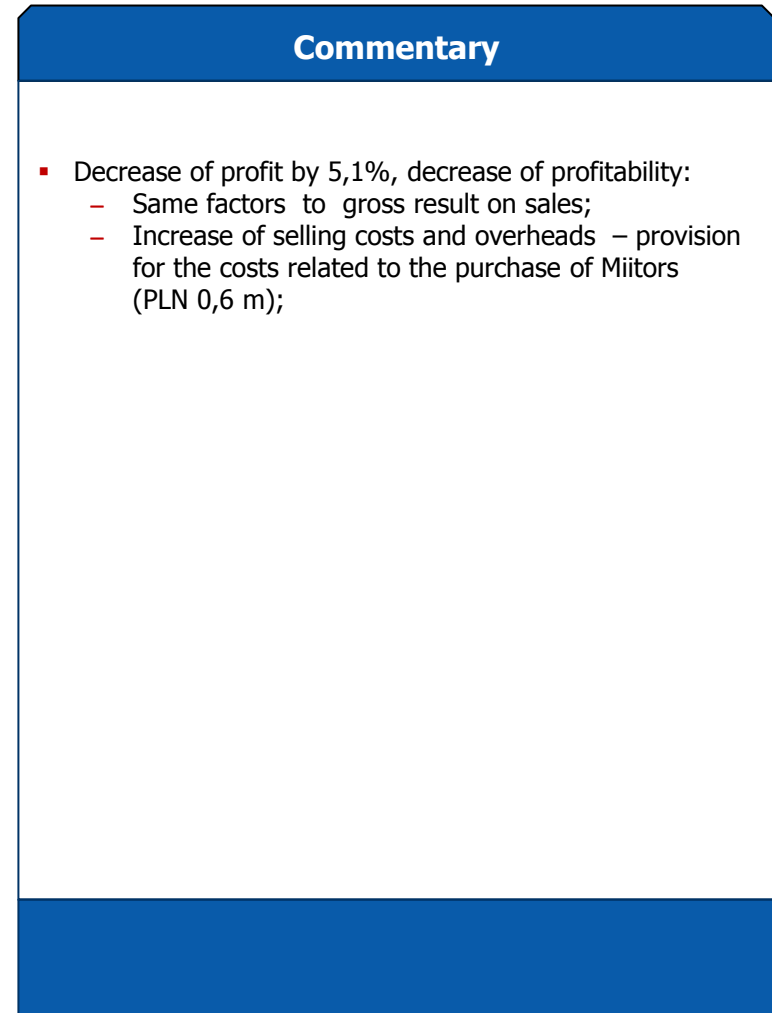 Commentary
▪ Decrease of profit by 5,1%, decrease of profitability:
– Same factors to gross result on sales;
– Increase of selling costs and overheads – provision
for the costs related to the purchase of Miitors
(PLN 0,6 m);